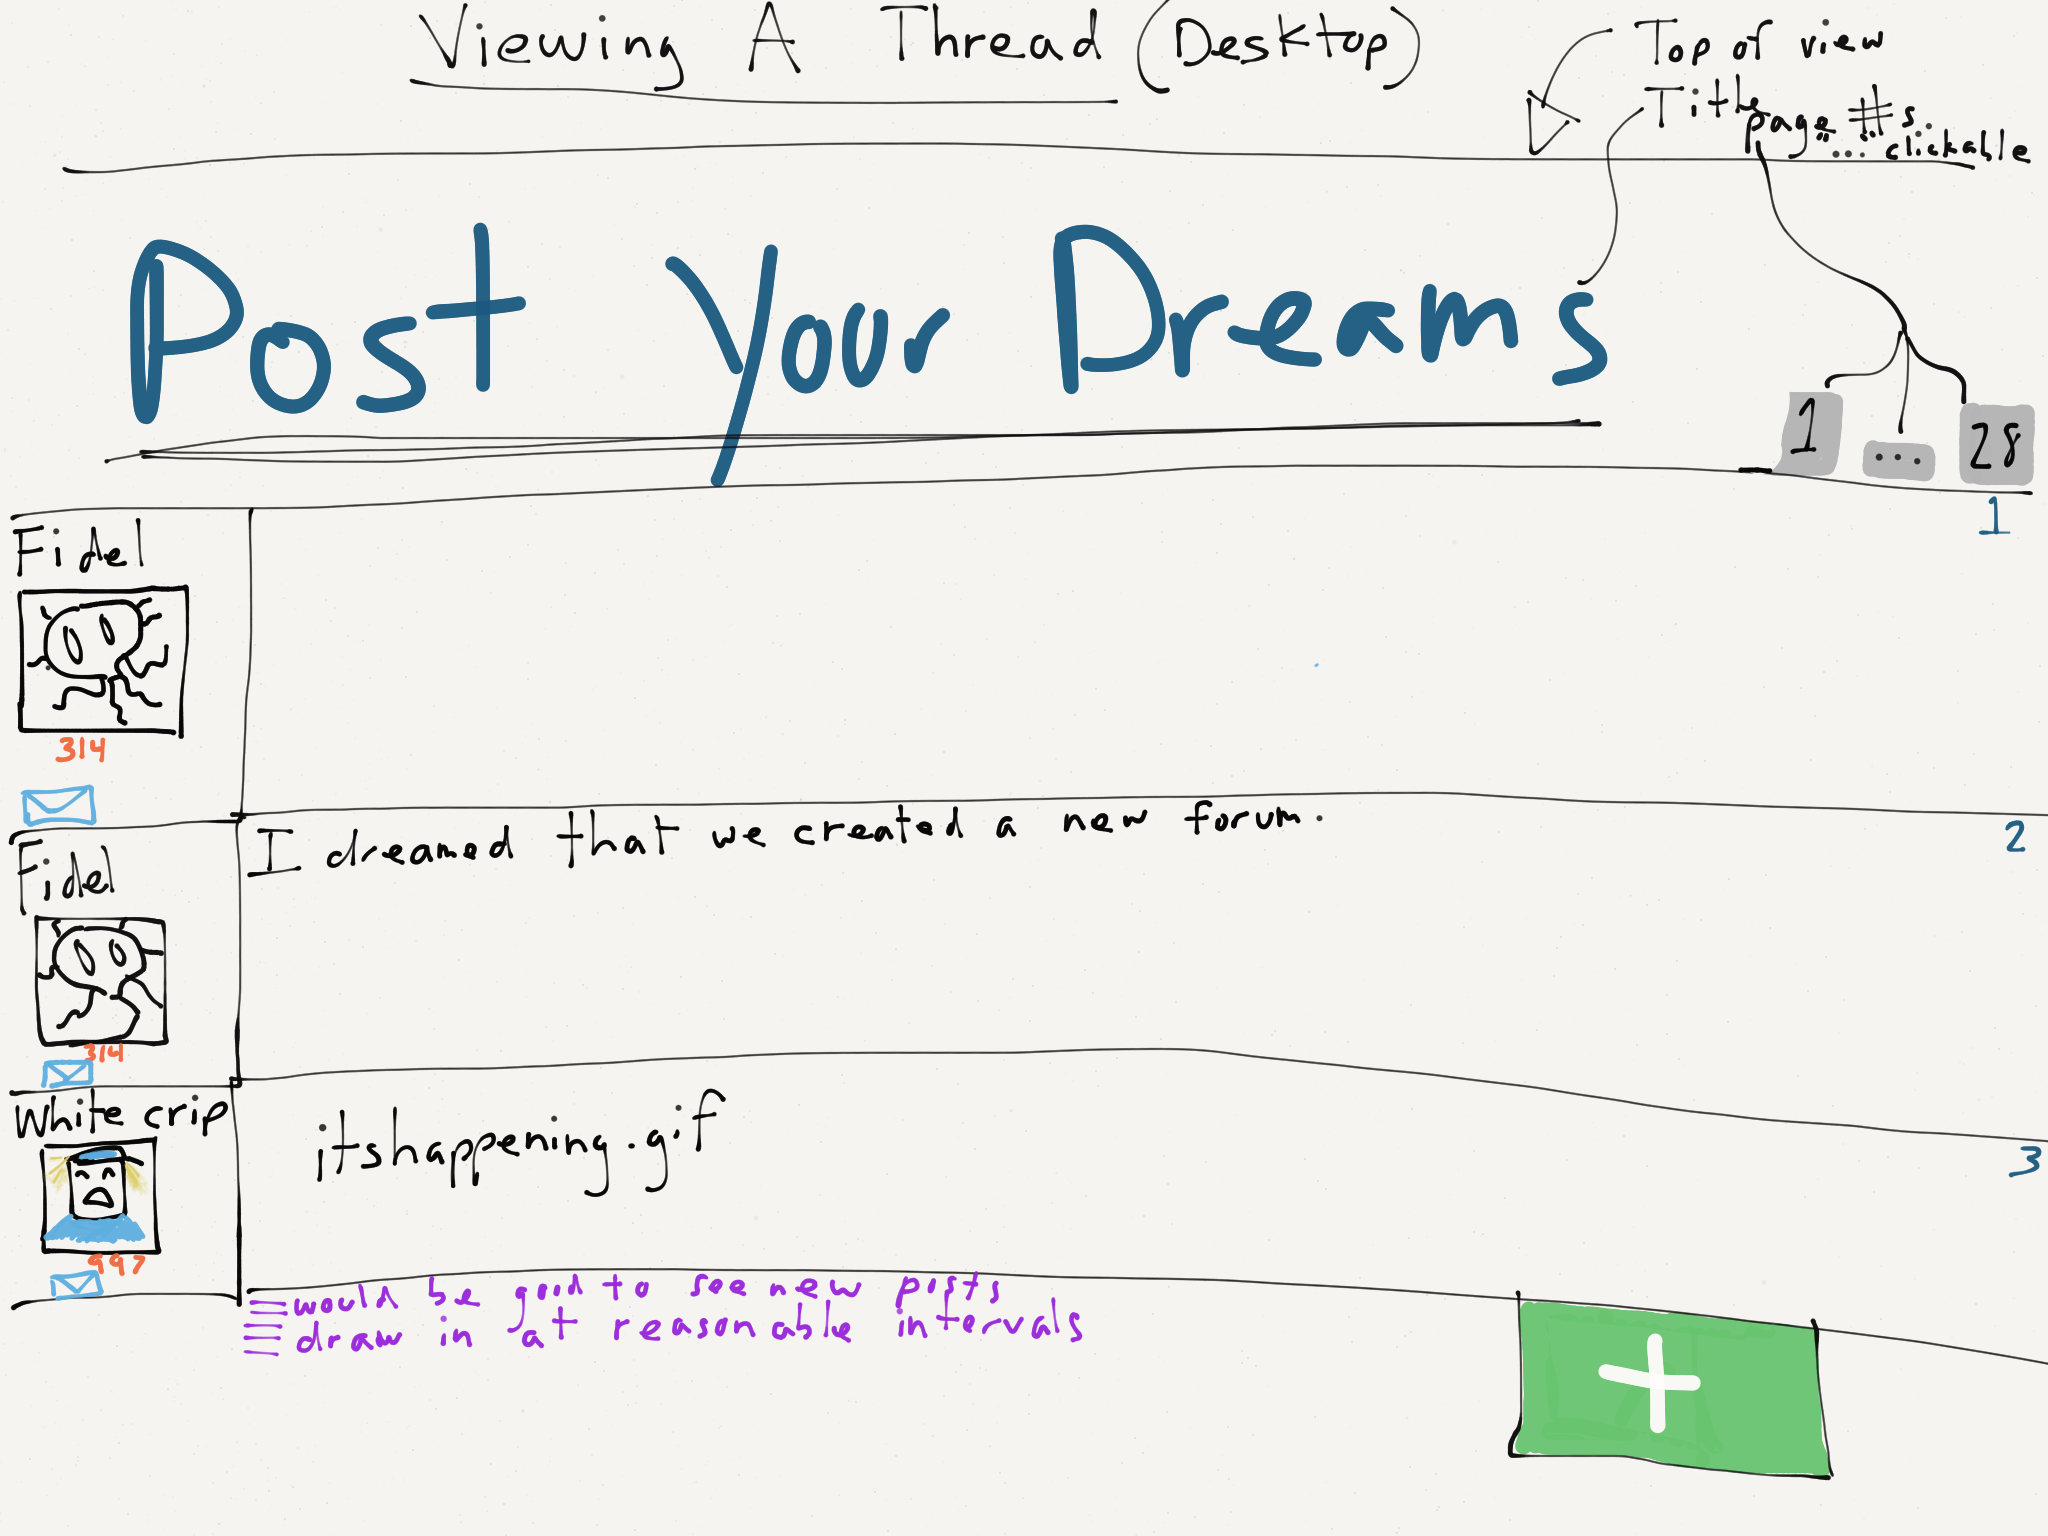 Viewing A Thread (Desktop)
Top of view
Title
page #s
"..." clickable
Post Your Dreams
1 ... 28
1
Fidel
314
2
Fidel
I dreamed that we created a new forum.
314
3
White crip
itshappening.gif
997
would be good to see new posts
draw in at reasonable intervals
+